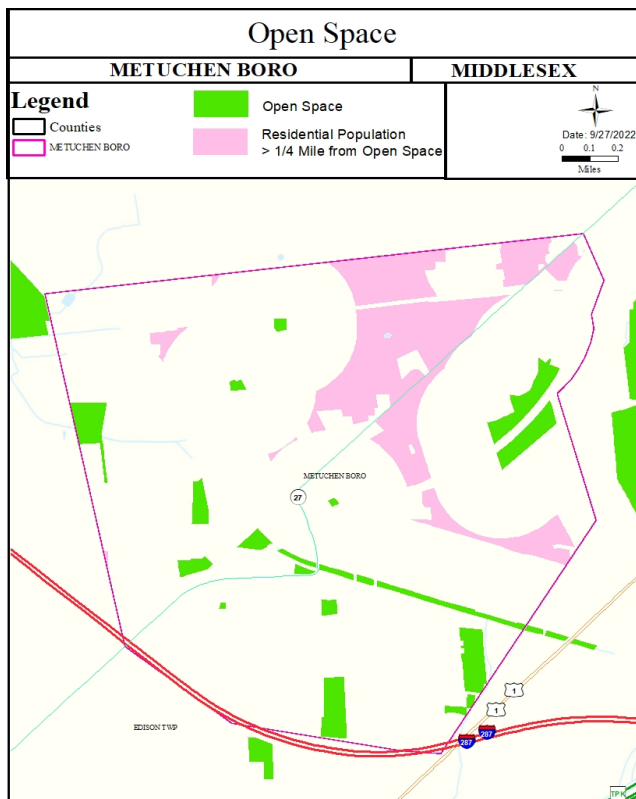 Open Space
METUCHEN BORO
MIDDLESEX
Legend
Counties
METUCHEN BORO
Open Space
Residential Population
> 1/4 Mile from Open Space
N
Date: 9/27/2022
0 0.1 0.2
Miles
METUCHEN BORO
27
1
1
EDISON TWP
287
287
TPK